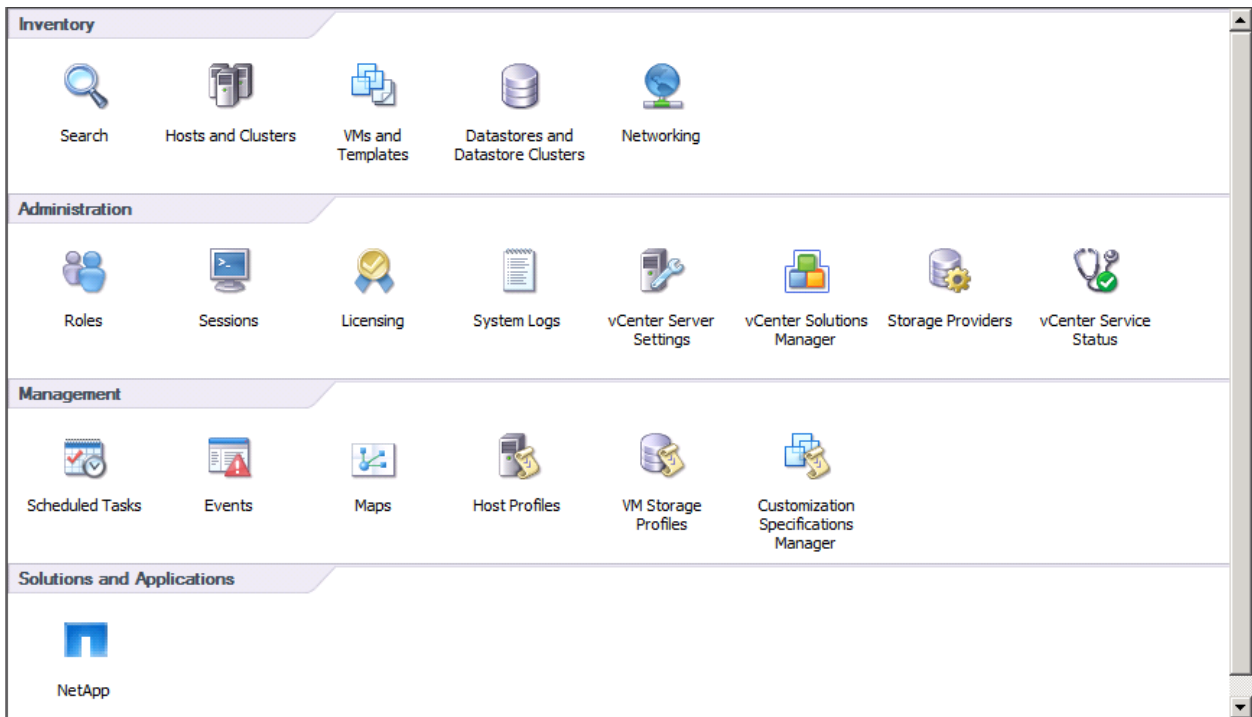 Inventory
Search
Hosts and Clusters
VMs and
Templates
Datastores and
Datastore Clusters
Networking
Administration
Roles
Sessions
Licensing
System Logs
vCenter Server
Settings
vCenter Solutions
Manager
Storage Providers
vCenter Service
Status
Management
Scheduled Tasks
Events
Maps
Host Profiles
VM Storage
Profiles
Customization
Specifications
Manager
Solutions and Applications
NetApp